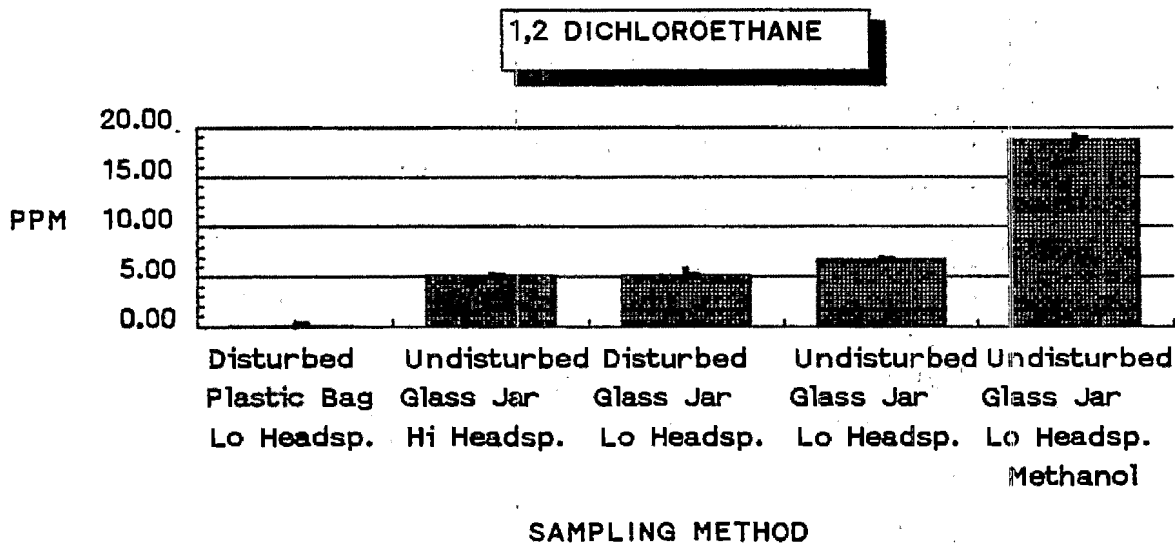 1,2 DICHLOROETHANE
20.00
15.00
PPM 10.00
5.00
0.00
Disturbed Undisturbed Disturbed Undisturbed Undisturbed
Plastic Bag Glass Jar Glass Jar Glass Jar Glass Jar
Lo Headsp. Hi Headsp. Lo Headsp. Lo Headsp. Lo Headsp.
Methanol
SAMPLING METHOD